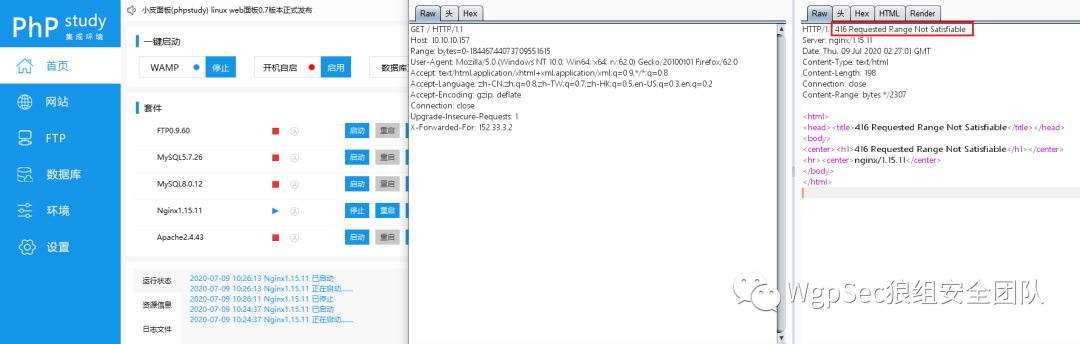 PhP study
集成环境
首页
网站
FTP
数据库
环境
设置
小皮面板(phpstudy) linux web面板0.7版本正式发布
一键启动
WAMP 停止 开机自启 启用 数据库
套件
FTP0.9.60 启动 重启
MySQL5.7.26 启动 重启
MySQL8.0.12 启动 重启
Nginx1.15.11 停止 重启
Apache2.4.43 启动 重启
运行状态
资源信息
日志文件
2020-07-09 10:26:13 Nginx1.15.11 已启动
2020-07-09 10:26:13 Nginx1.15.11 正在启动......
2020-07-09 10:26:11 Nginx1.15.11 已停止
2020-07-09 10:24:37 Nginx1.15.11 已启动
2020-07-09 10:24:37 Nginx1.15.11 正在启动......
Raw 头 Hex
GET / HTTP/1.1
Host: 10.10.10.157
Range: bytes=0-18446744073709551615
User-Agent: Mozilla/5.0 (Windows NT 10.0; Win64; x64; rv:62.0) Gecko/20100101 Firefox/62.0
Accept: text/html,application/xhtml+xml,application/xml;q=0.9,*/*;q=0.8
Accept-Language: zh-CN,zh;q=0.8,zh-TW;q=0.7,zh-HK;q=0.5,en-US;q=0.3,en;q=0.2
Accept-Encoding: gzip, deflate
Connection: close
Upgrade-Insecure-Requests: 1
X-Forwarded-For: 152.33.3.2
Raw 头 Hex HTML Render
HTTP/1.1 416 Requested Range Not Satisfiable
Server: nginx/1.15.11
Date: Thu, 09 Jul 2020 02:27:01 GMT
Content-Type: text/html
Content-Length: 198
Connection: close
Content-Range: bytes */2307
<html>
<head><title>416 Requested Range Not Satisfiable</title></head>
<body>
<center><h1>416 Requested Range Not Satisfiable</h1></center>
<hr><center>nginx/1.15.11</center>
</body>
</html>
WgpSec狼组安全团队